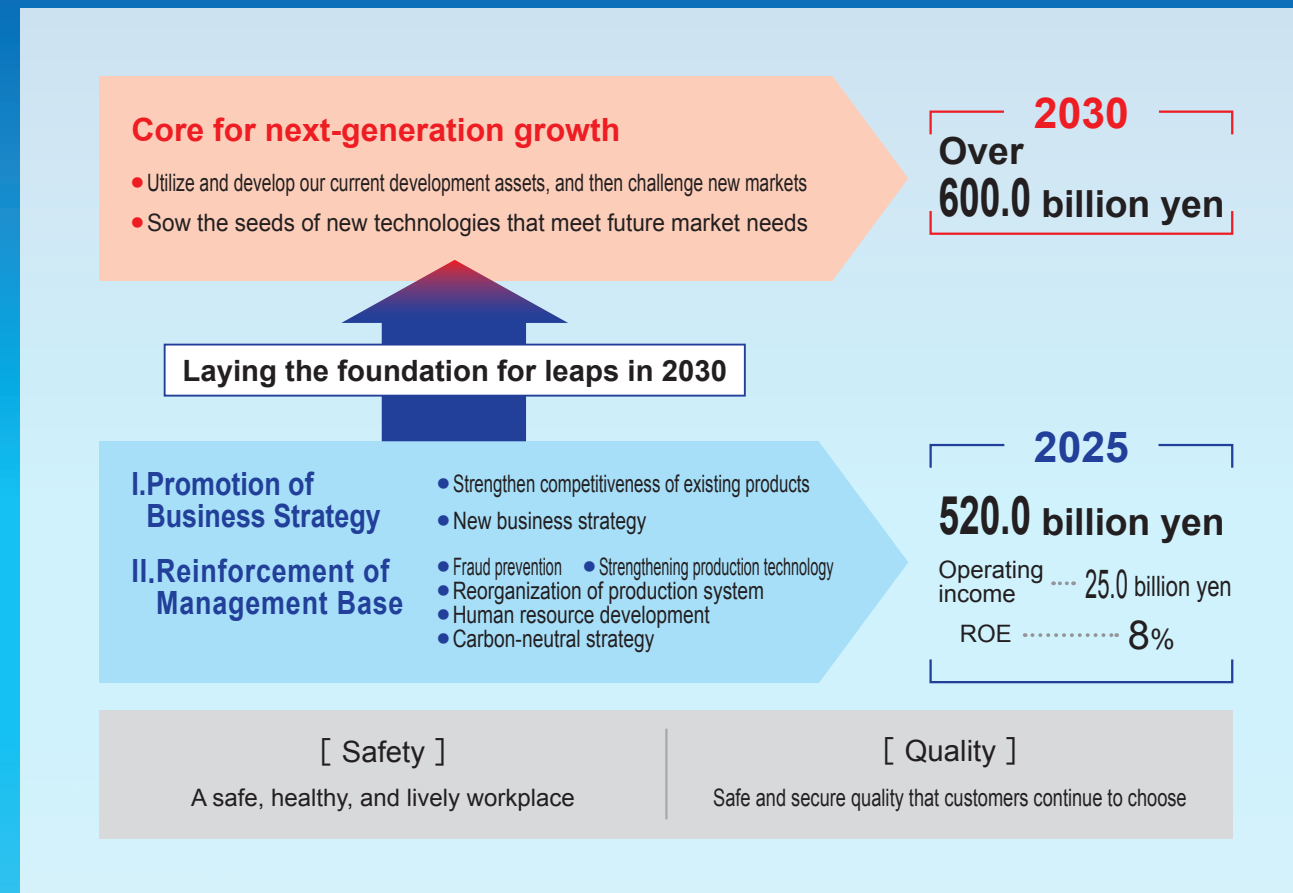 Core for next-generation growth
● Utilize and develop our current development assets, and then challenge new markets
● Sow the seeds of new technologies that meet future market needs
2030
Over
600.0 billion yen
Laying the foundation for leaps in 2030
I.Promotion of
Business Strategy
● Strengthen competitiveness of existing products
● New business strategy
II.Reinforcement of
Management Base
● Fraud prevention ● Strengthening production technology
● Reorganization of production system
● Human resource development
● Carbon-neutral strategy
2025
520.0 billion yen
Operating
income ···· 25.0 billion yen
ROE ············· 8%
[ Safety ]
A safe, healthy, and lively workplace
[ Quality ]
Safe and secure quality that customers continue to choose